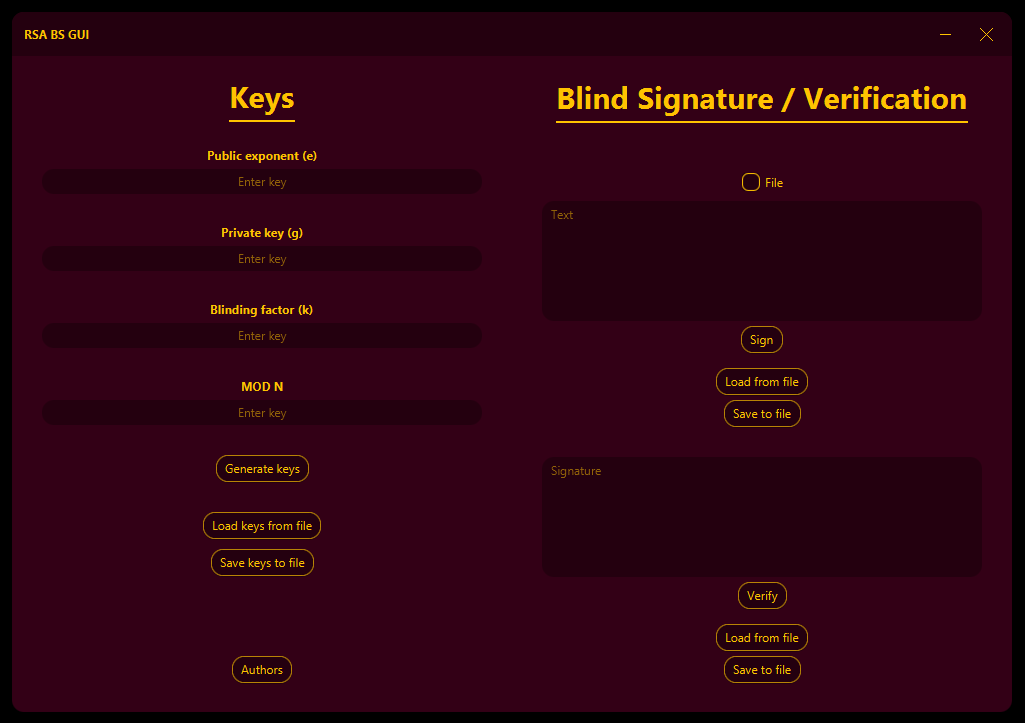 RSA BS GUI
Keys
Public exponent (e)
Enter key
Private key (g)
Enter key
Blinding factor (k)
Enter key
MOD N
Enter key
Generate keys
Load keys from file
Save keys to file
Authors
Blind Signature / Verification
File
Text
Sign
Load from file
Save to file
Signature
Verify
Load from file
Save to file